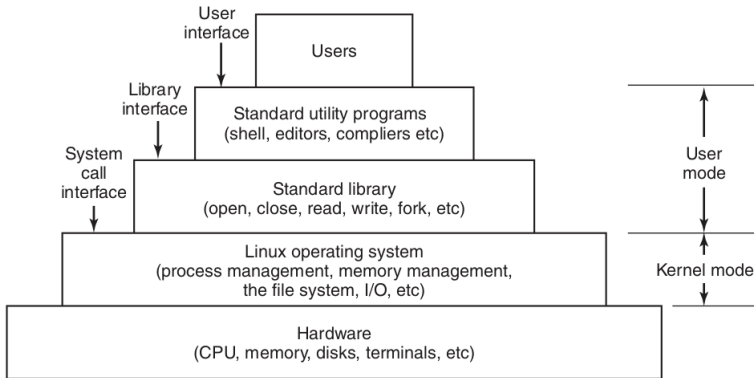 User
interface
Users
Library
interface
Standard utility programs
(shell, editors, compliers etc)
System
call
interface
User
mode
Standard library
(open, close, read, write, fork, etc)
Linux operating system
(process management, memory management,
the file system, I/O, etc)
Kernel mode
Hardware
(CPU, memory, disks, terminals, etc)